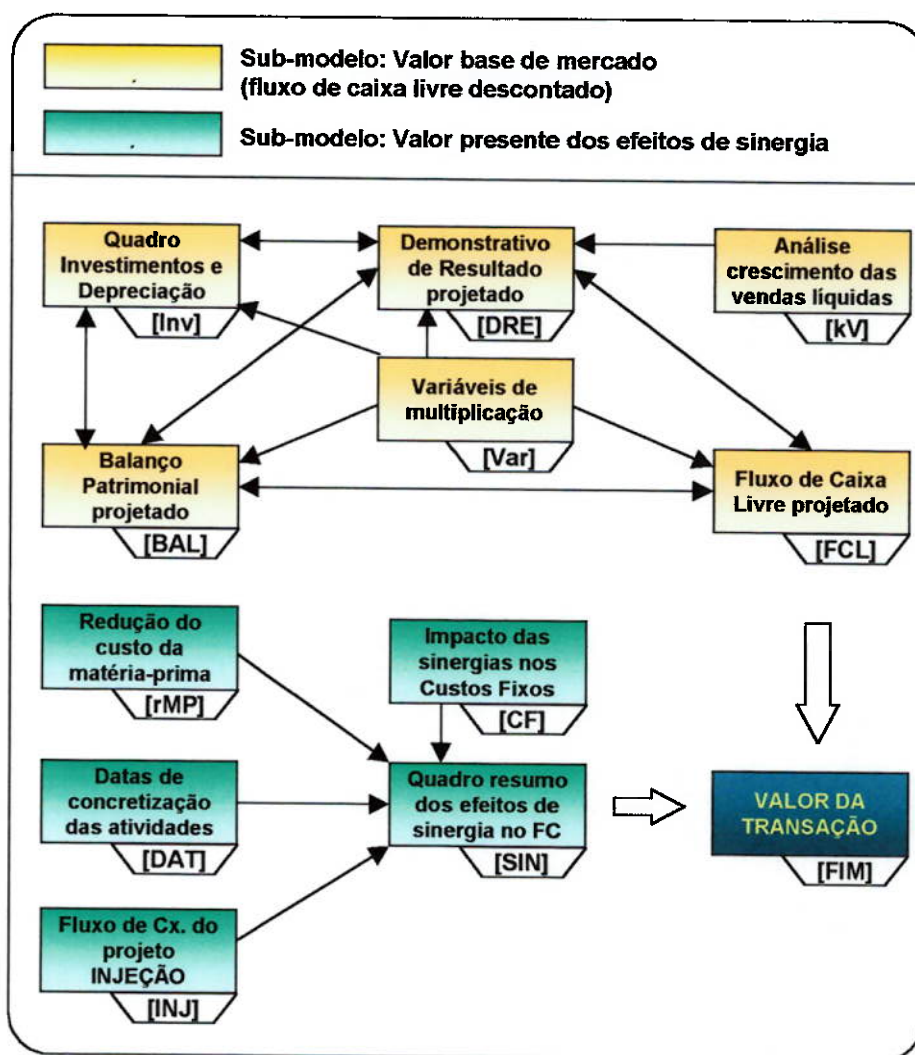 Sub-modelo: Valor base de mercado
(fluxo de caixa livre descontado)
Sub-modelo: Valor presente dos efeitos de sinergia
Quadro
Investimentos e
Depreciação
[Inv]
Demonstrativo
de Resultado
projetado
[DRE]
Análise
crescimento das
vendas líquidas
[kV]
Variáveis de
multiplicação
[Var]
Balanço
Patrimonial
projetado
[BAL]
Fluxo de Caixa
Livre projetado
[FCL]
Redução do
custo da
matéria-prima
[rMP]
Impacto das
sinergias nos
Custos Fixos
[CF]
Datas de
concretização
das atividades
[DAT]
Quadro resumo
dos efeitos de
sinergia no FC
[SIN]
VALOR DA
TRANSAÇÃO
[FIM]
Fluxo de Cx. do
projeto
INJEÇÃO
[INJ]